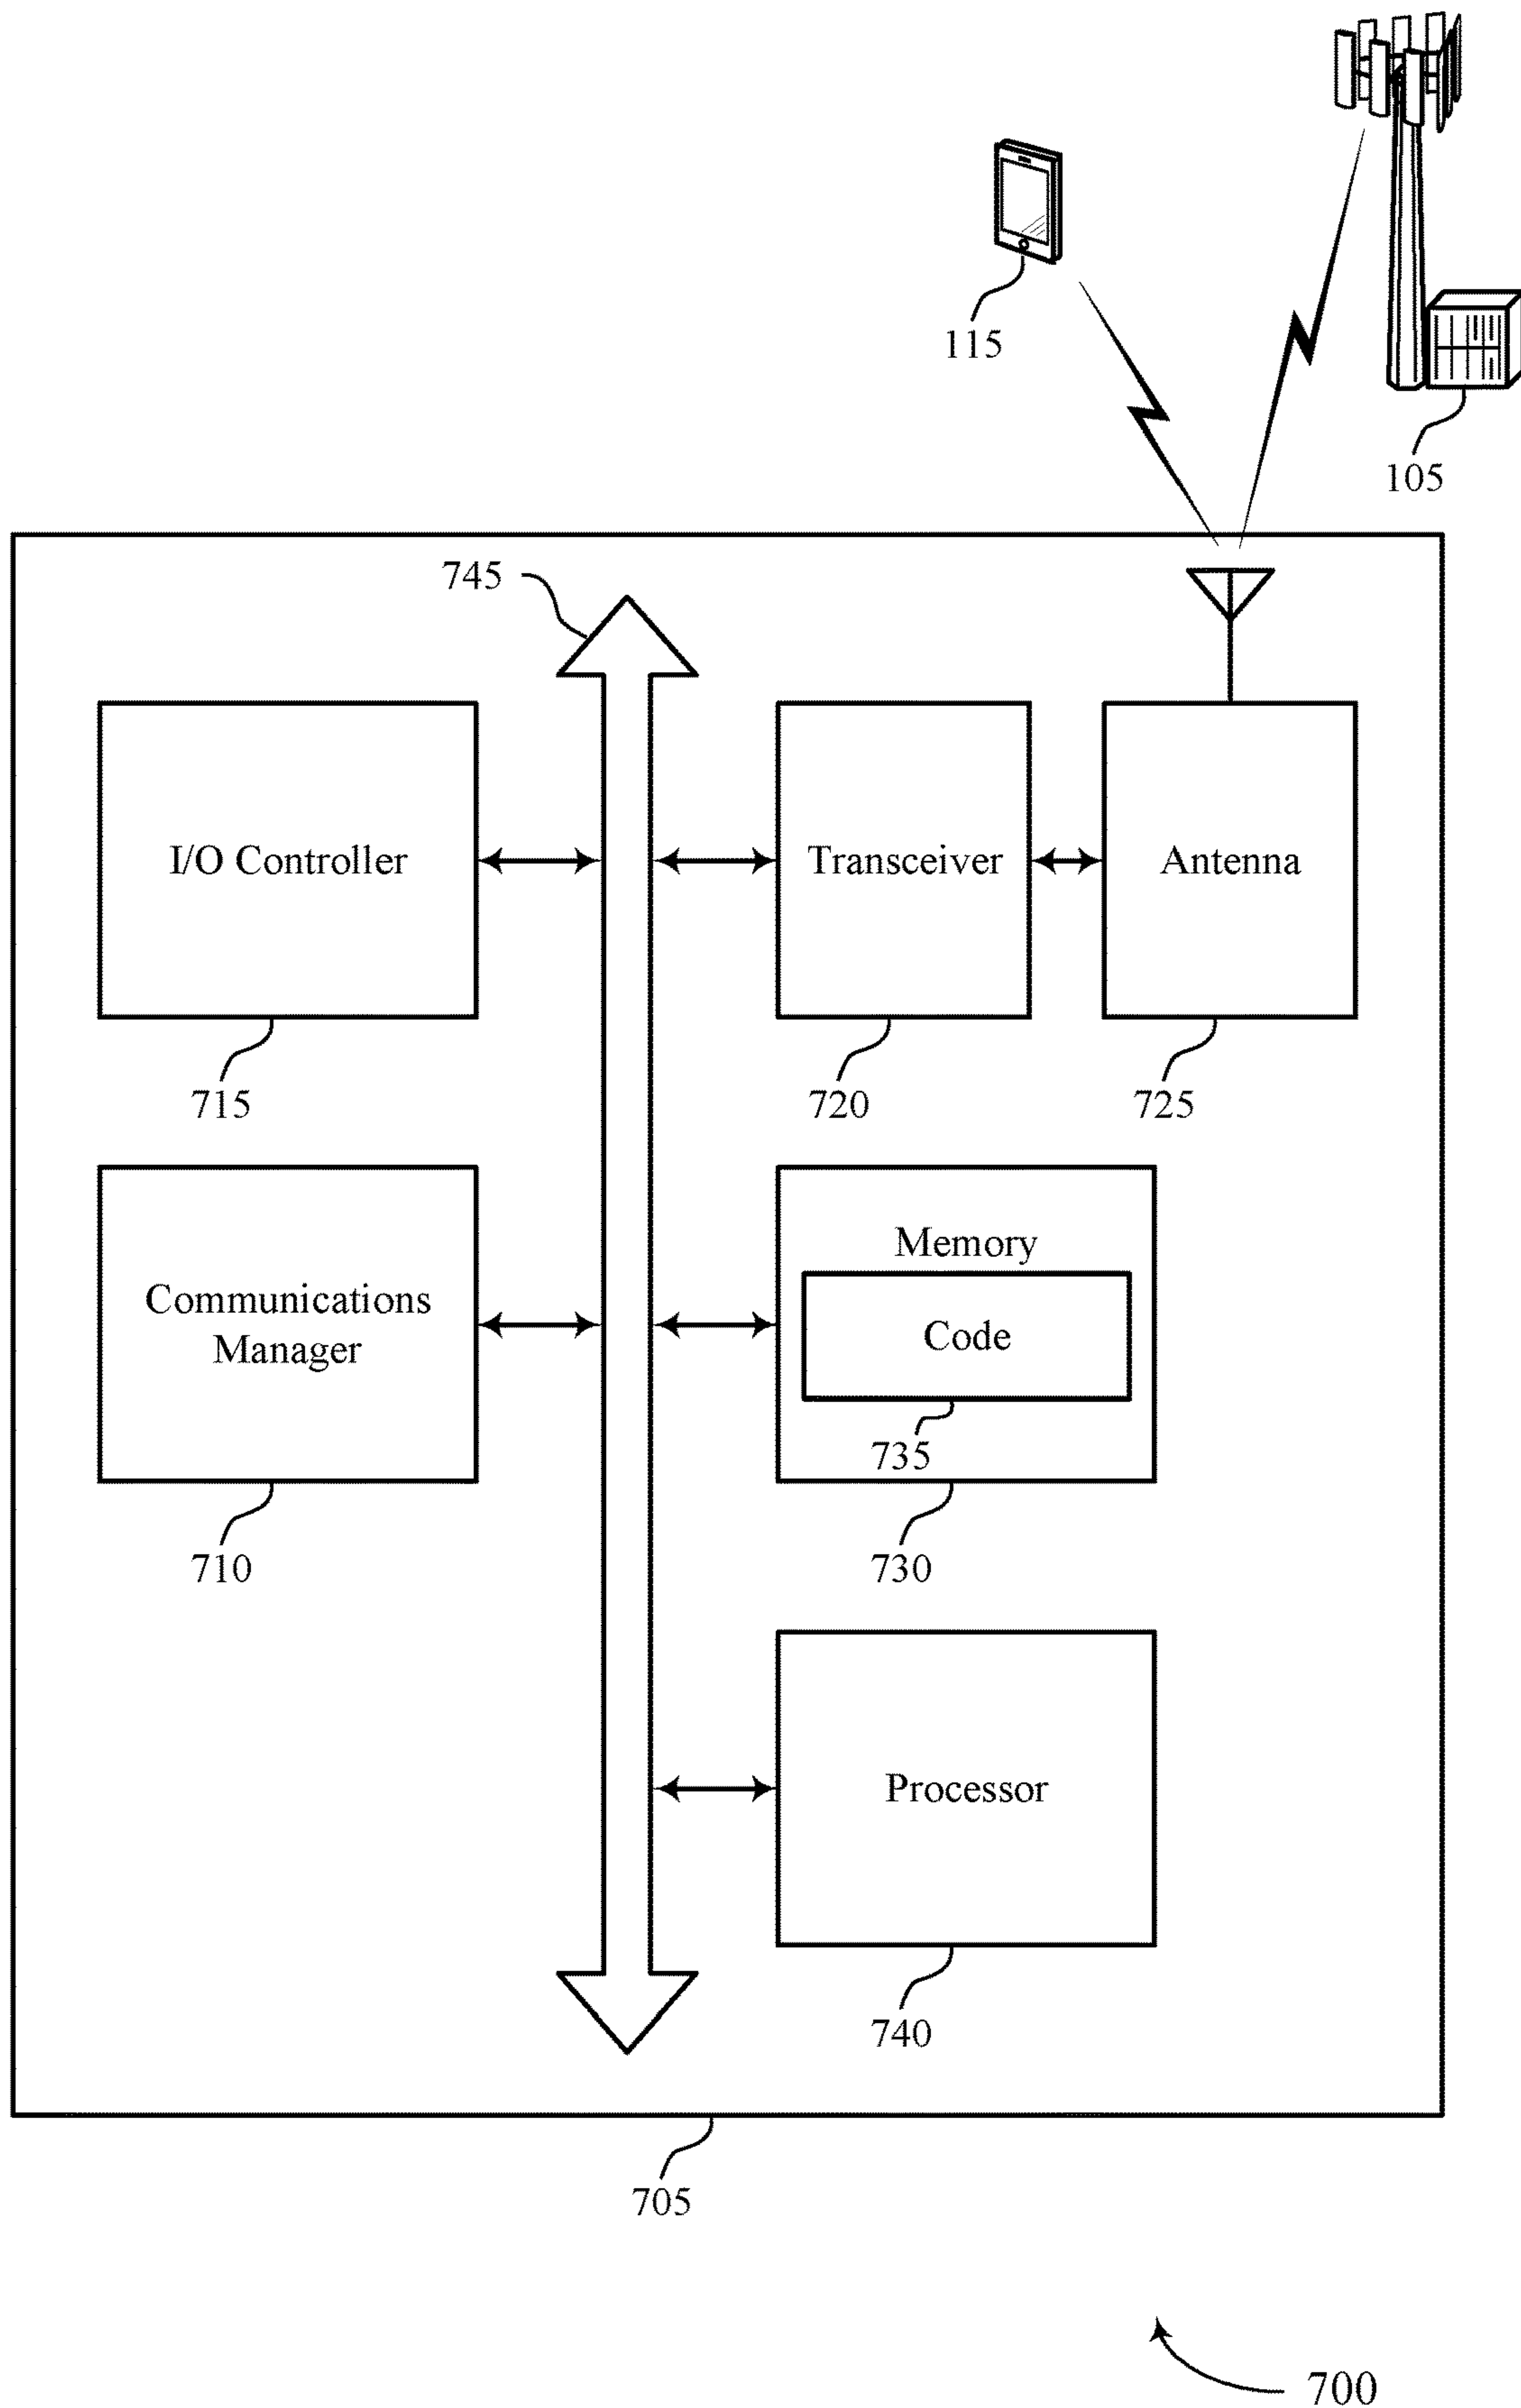 115
105
745
I/O Controller
Transceiver
Antenna
715
720
725
Communications
Manager
Memory
Code
735
710
730
Processor
740
705
700